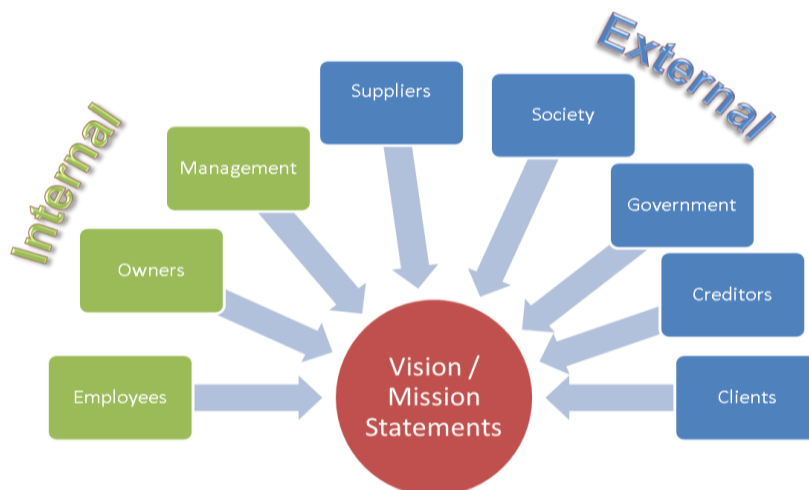 External
Internal
Suppliers
Society
Management
Government
Owners
Creditors
Employees
Clients
Vision /
Mission
Statements